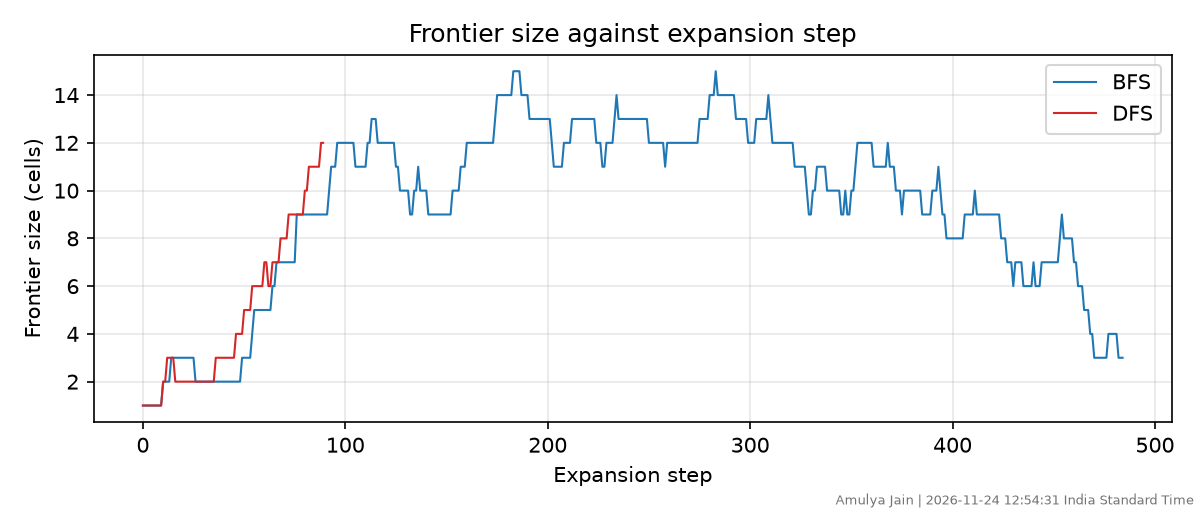 Frontier size against expansion step
Frontier size (cells)
14
12
10
8
6
4
2
BFS
DFS
0 100 200 300 400 500
Expansion step
Amulya Jain | 2026-11-24 12:54:31 India Standard Time